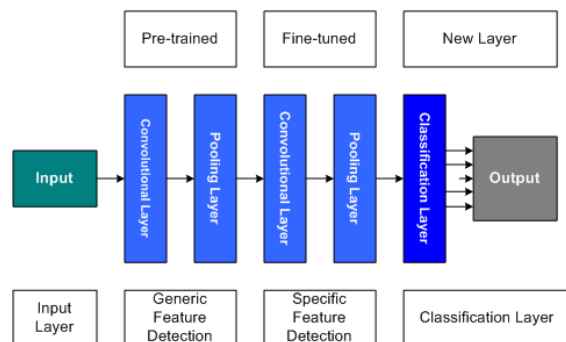 Pre-trained
Fine-tuned
New Layer
Input
Convolutional Layer
Pooling Layer
Convolutional Layer
Pooling Layer
Classification Layer
Output
Input
Layer
Generic
Feature
Detection
Specific
Feature
Detection
Classification Layer